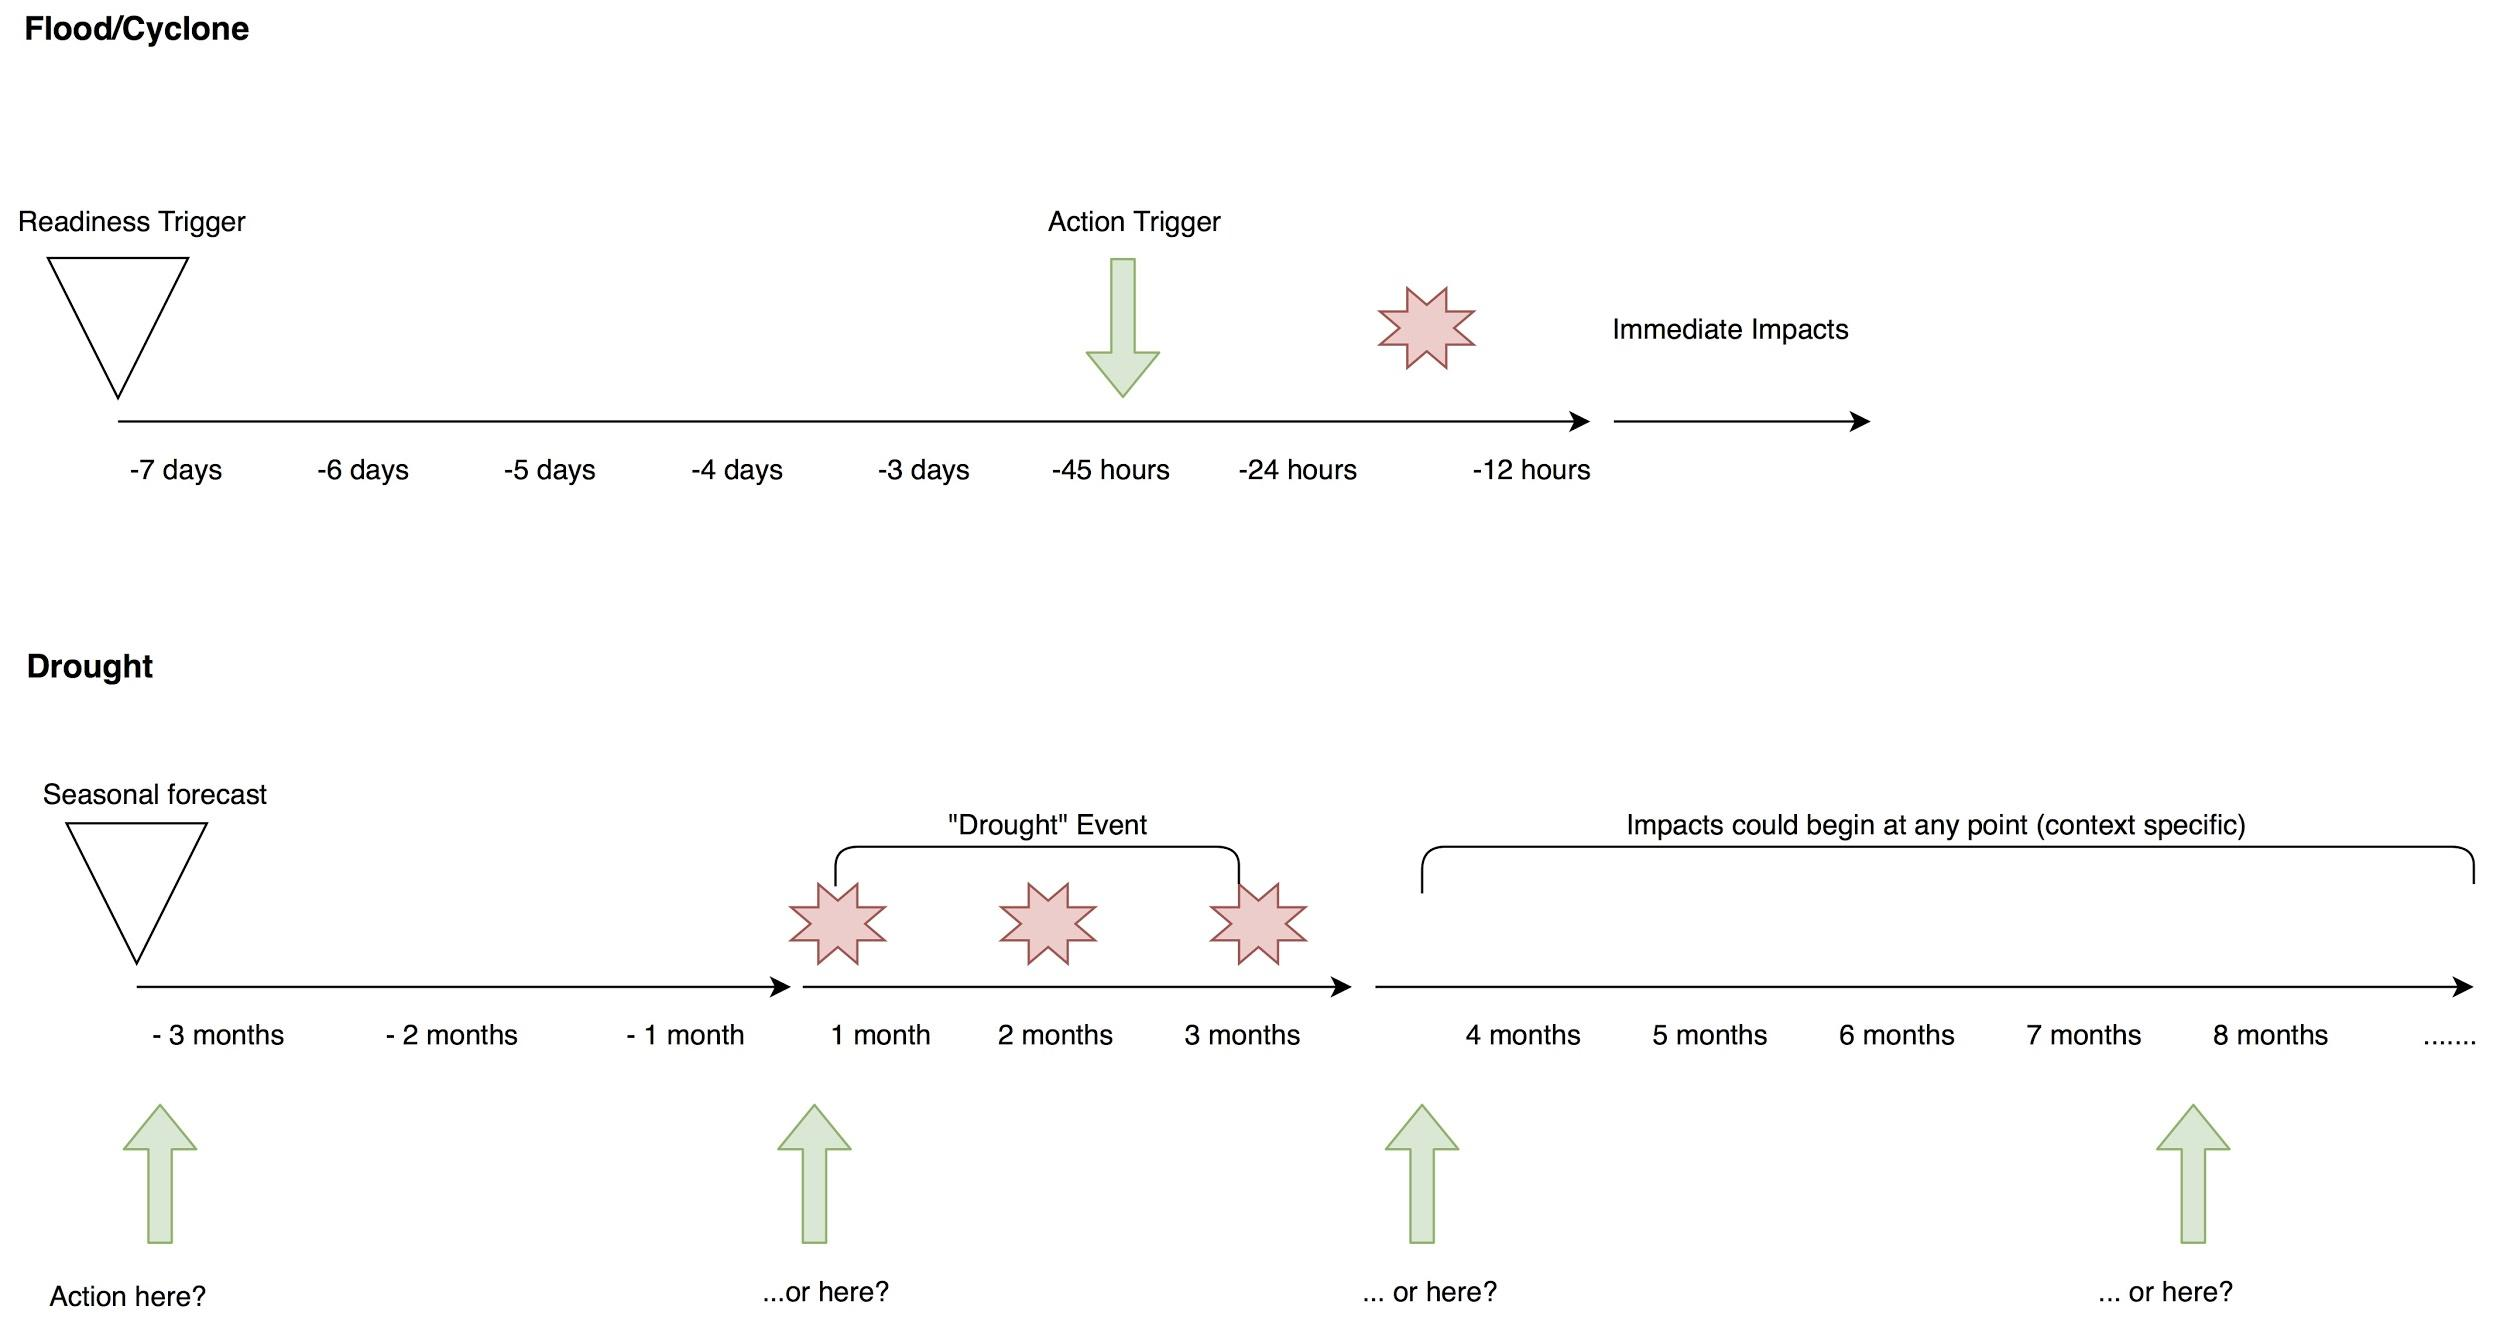 Flood/Cyclone
Readiness Trigger
Action Trigger
Immediate Impacts
-7 days
-6 days
-5 days
-4 days
-3 days
-45 hours
-24 hours
-12 hours
Drought
Seasonal forecast
"Drought" Event
Impacts could begin at any point (context specific)
- 3 months
- 2 months
- 1 month
1 month
2 months
3 months
4 months
5 months
6 months
7 months
8 months
.......
Action here?
...or here?
... or here?
... or here?